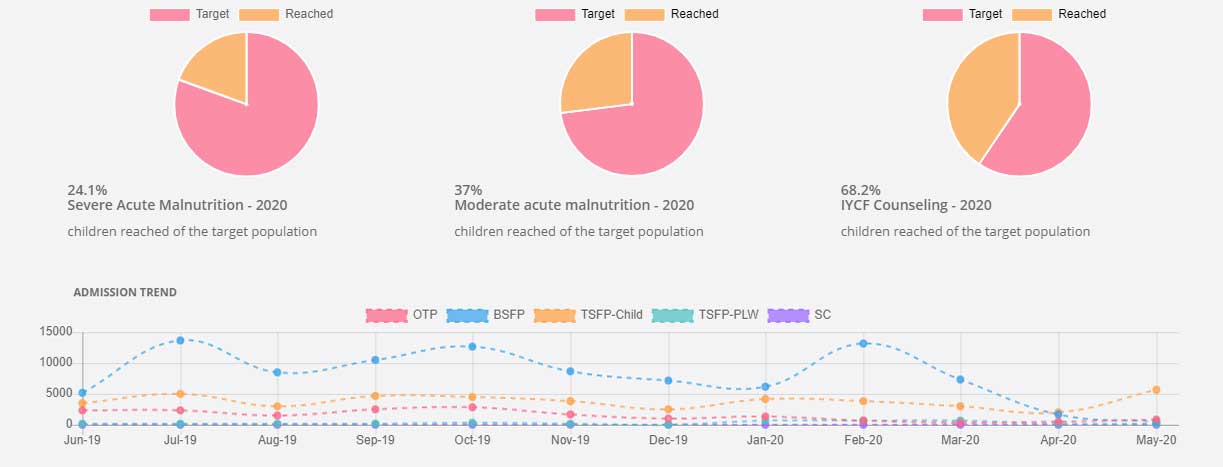 Target Reached
Target Reached
Target Reached
24.1%
Severe Acute Malnutrition - 2020
children reached of the target population
37%
Moderate acute malnutrition - 2020
children reached of the target population
68.2%
IYCF Counseling - 2020
children reached of the target population
ADMISSION TREND
OTP BSFP TSFP-Child TSFP-PLW SC
15000
10000
5000
0
Jun-19 Jul-19 Aug-19 Sep-19 Oct-19 Nov-19 Dec-19 Jan-20 Feb-20 Mar-20 Apr-20 May-20